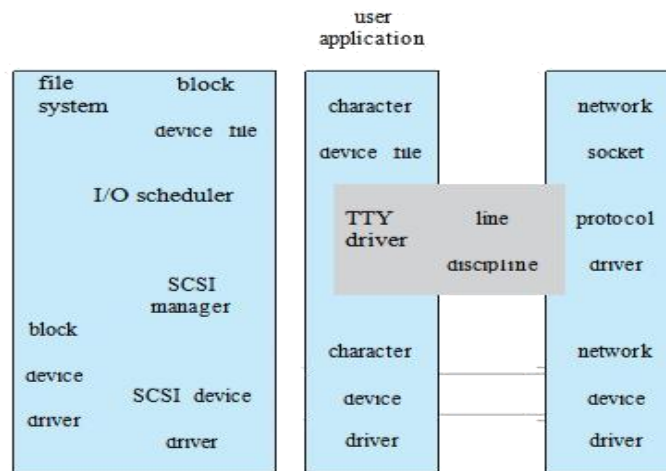 user
application
file
system
block
device file
I/O scheduler
SCSI
manager
block
device
driver
SCSI device
driver
character
device file
TTY
driver
line
discipline
character
device
driver
network
socket
protocol
driver
network
device
driver